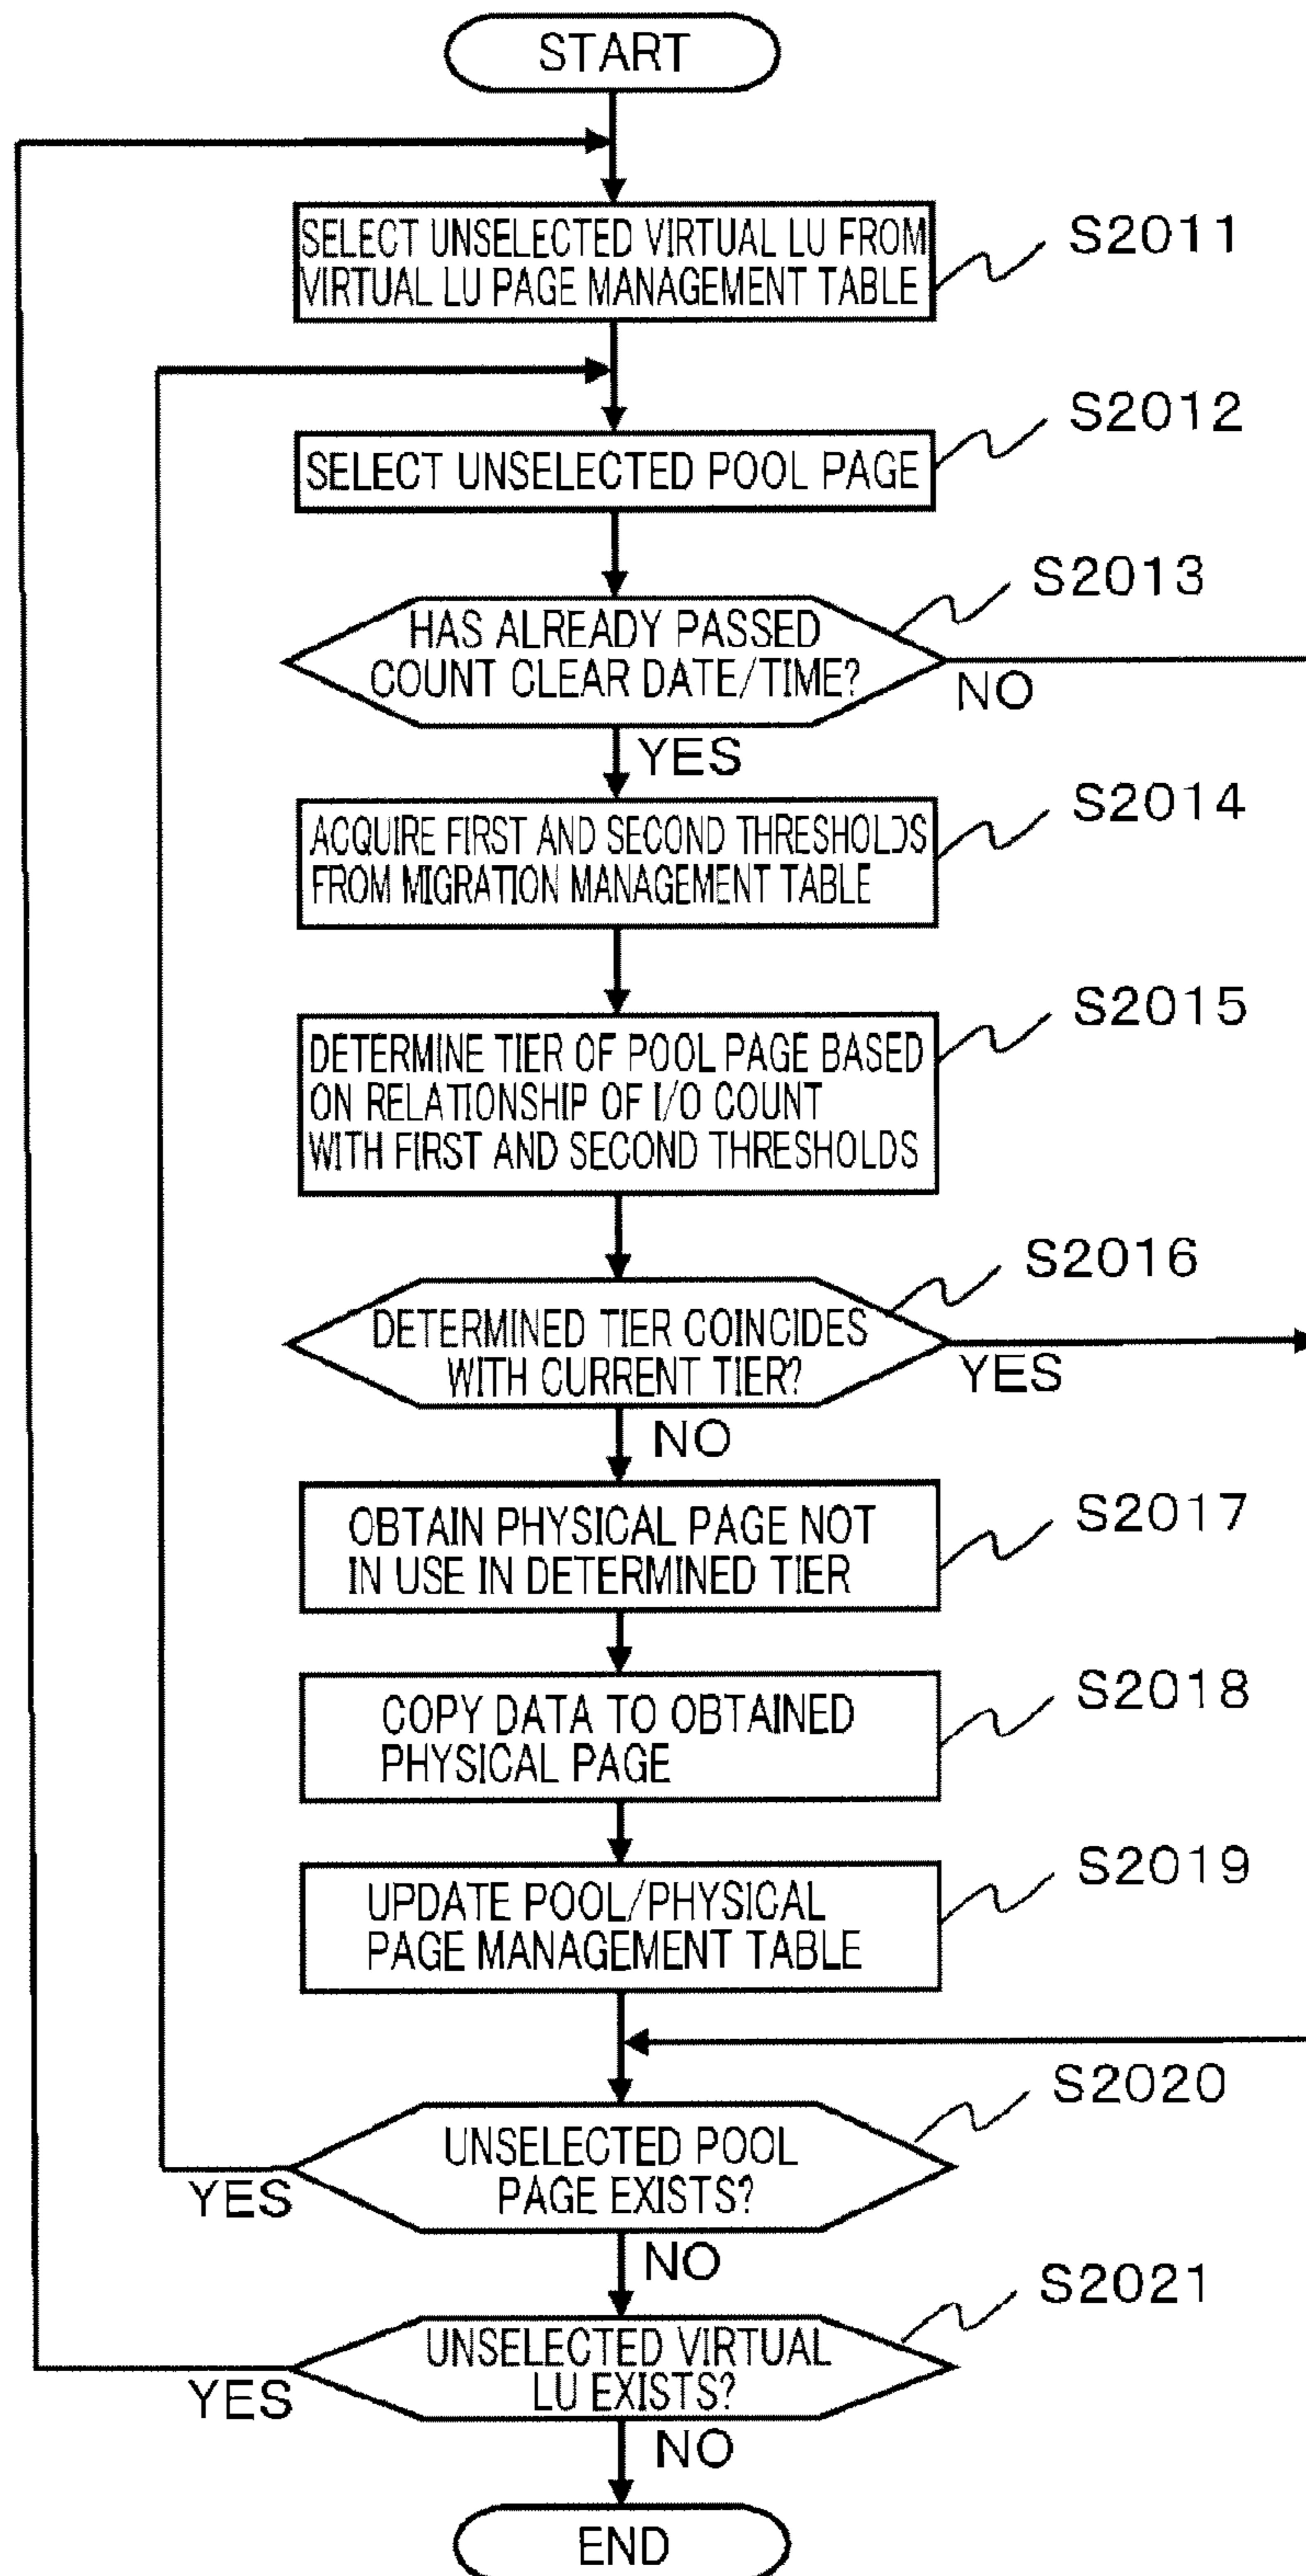 START
SELECT UNSELECTED VIRTUAL LU FROM
VIRTUAL LU PAGE MANAGEMENT TABLE
S2011
SELECT UNSELECTED POOL PAGE
S2012
HAS ALREADY PASSED
COUNT CLEAR DATE/TIME?
S2013
NO
YES
ACQUIRE FIRST AND SECOND THRESHOLDS
FROM MIGRATION MANAGEMENT TABLE
S2014
DETERMINE TIER OF POOL PAGE BASED
ON RELATIONSHIP OF I/O COUNT
WITH FIRST AND SECOND THRESHOLDS
S2015
DETERMINED TIER COINCIDES
WITH CURRENT TIER?
S2016
YES
NO
OBTAIN PHYSICAL PAGE NOT
IN USE IN DETERMINED TIER
S2017
COPY DATA TO OBTAINED
PHYSICAL PAGE
S2018
UPDATE POOL/PHYSICAL
PAGE MANAGEMENT TABLE
S2019
UNSELECTED POOL
PAGE EXISTS?
S2020
YES
NO
UNSELECTED VIRTUAL
LU EXISTS?
S2021
YES
NO
END